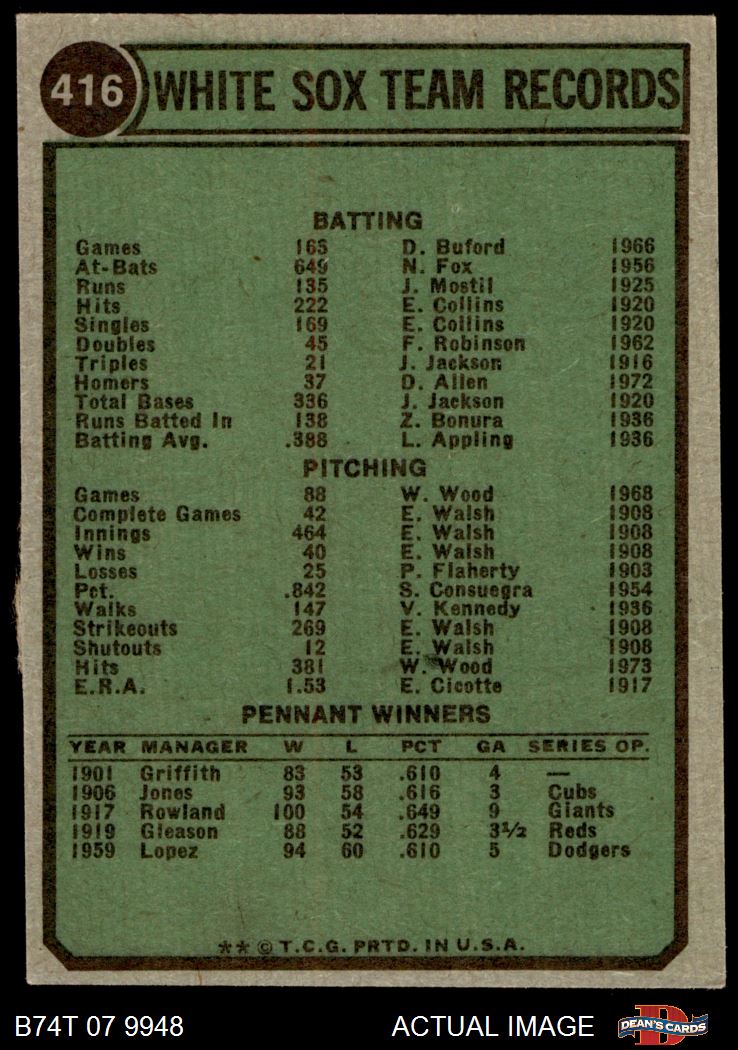 416 WHITE SOX TEAM RECORDS
BATTING
Games 163 D. Buford 1966
At-Bats 649 N. Fox 1956
Runs 135 J. Mostil 1925
Hits 222 E. Collins 1920
Singles 169 E. Collins 1920
Doubles 45 F. Robinson 1962
Triples 21 J. Jackson 1916
Homers 37 D. Allen 1972
Total Bases 336 J. Jackson 1920
Runs Batted In 138 Z. Bonura 1936
Batting Avg. .388 L. Appling 1936
PITCHING
Games 88 W. Wood 1968
Complete Games 42 E. Walsh 1908
Innings 464 E. Walsh 1908
Wins 40 E. Walsh 1908
Losses 25 P. Flaherty 1903
Pct. .842 S. Consuegra 1954
Walks 147 V. Kennedy 1936
Strikeouts 269 E. Walsh 1908
Shutouts 12 E. Walsh 1908
Hits 381 W. Wood 1973
E.R.A. 1.53 E. Cicotte 1917
PENNANT WINNERS
YEAR MANAGER W L PCT GA SERIES OP.
1901 Griffith 83 53 .610 4 —
1906 Jones 93 58 .616 3 Cubs
1917 Rowland 100 54 .649 9 Giants
1919 Gleason 88 52 .629 3½ Reds
1959 Lopez 94 60 .610 5 Dodgers
** © T.C.G. PRTD. IN U.S.A.
B74T 07 9948 ACTUAL IMAGE D DEAN'S CARDS